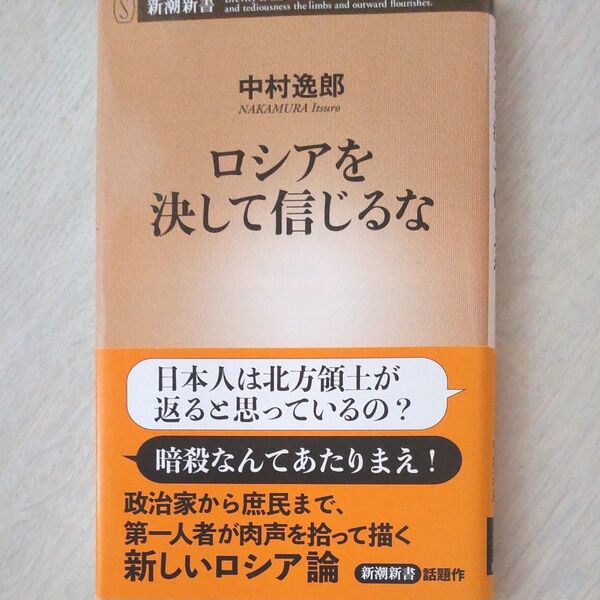 新潮新書
and tediousness the limbs and outward flourishes.
中村逸郎
NAKAMURA Itsuro
ロシアを
決して信じるな
日本人は北方領土が
返ると思っているの？
暗殺なんてあたりまえ！
政治家から庶民まで、
第一人者が肉声を拾って描く
新しいロシア論
新潮新書 話題作